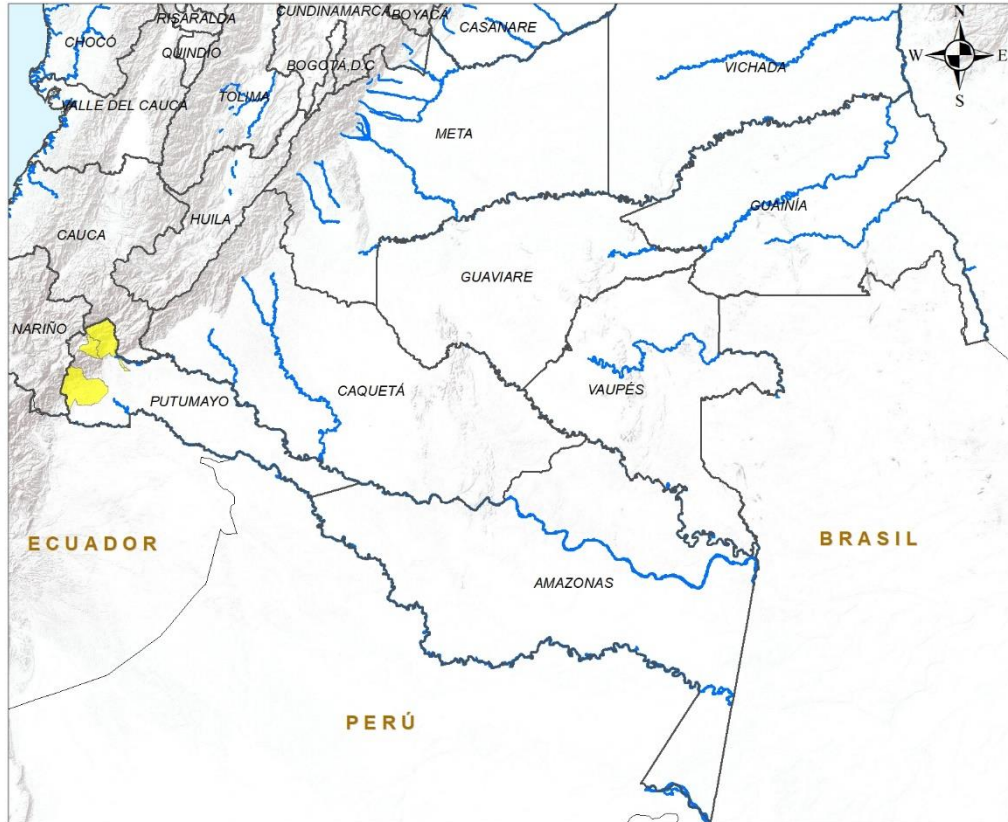 CUNDINAMARCA
BOYACÁ
RISARALDA
CASANARE
N
CHOCÓ
QUINDIO
BOGOTÁ D.C
VICHADA
W
E
S
VALLE DEL CAUCA
TOLIMA
META
GUAINÍA
HUILA
CAUCA
GUAVIARE
NARIÑO
CAQUETÁ
VAUPÉS
PUTUMAYO
ECUADOR
BRASIL
AMAZONAS
PERÚ